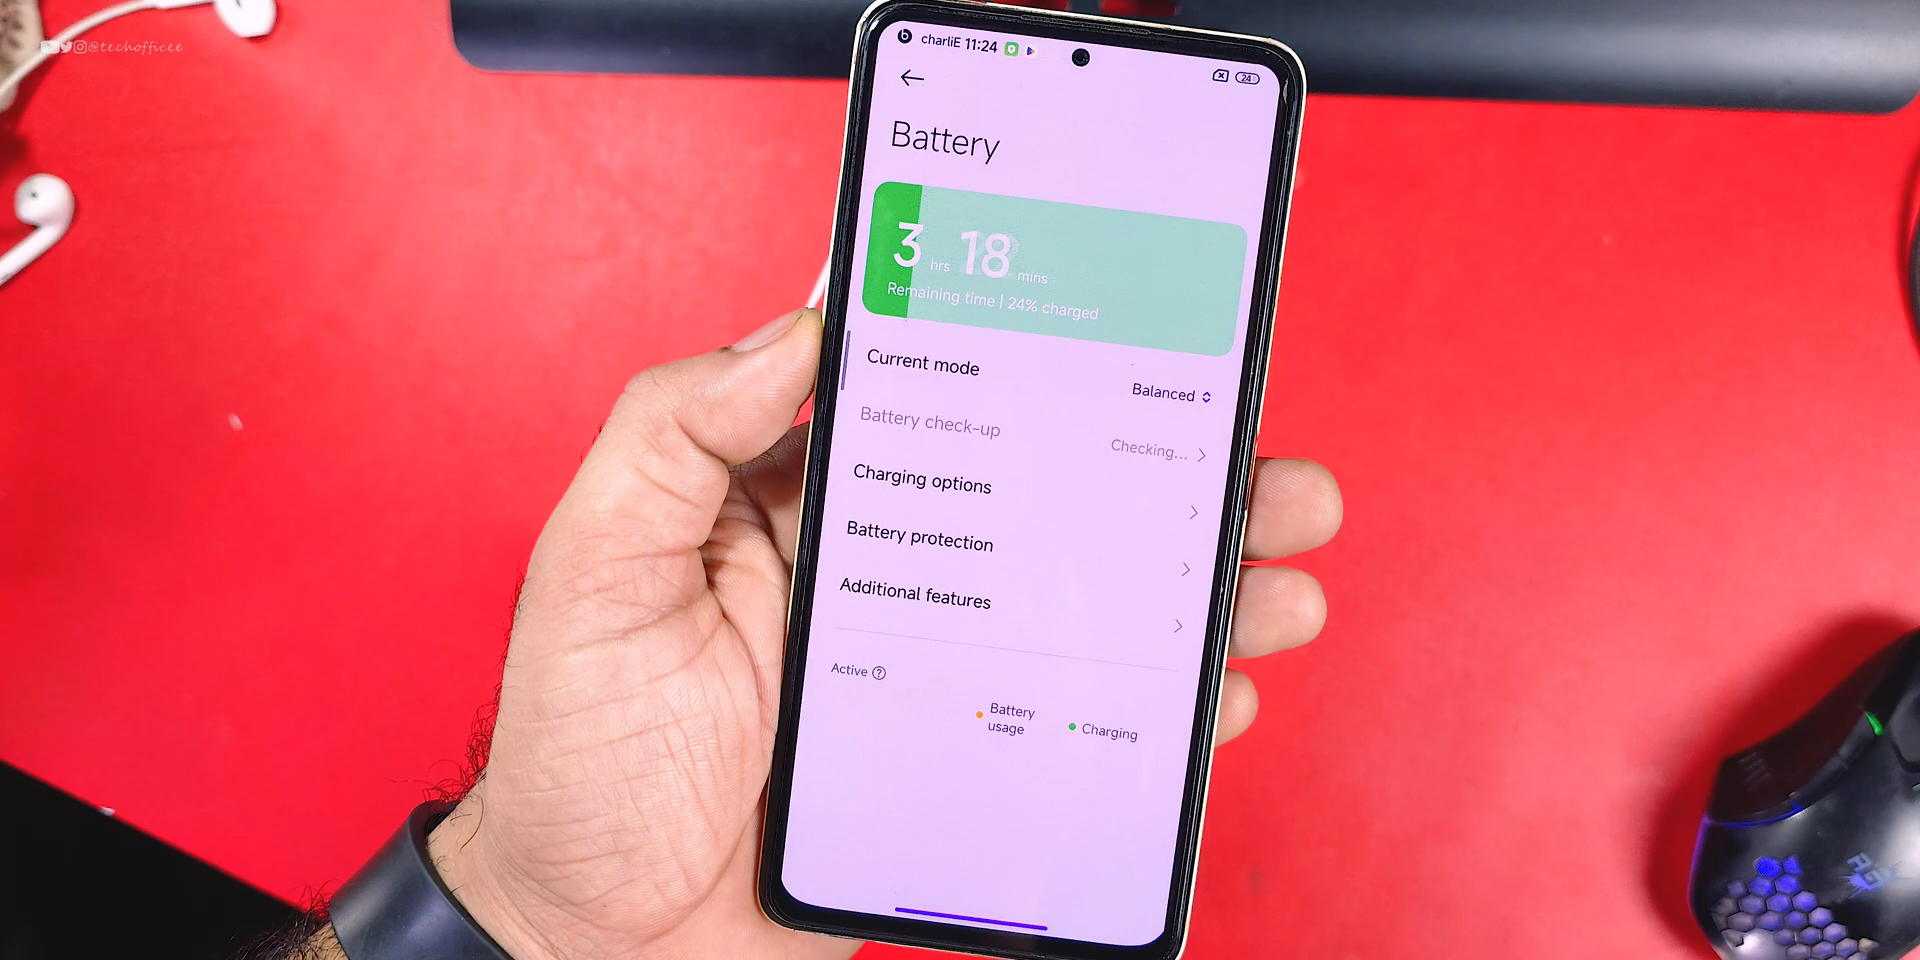 @techofficee
charliE 11:24
24
Battery
3 hrs 18 mins
Remaining time | 24% charged
Current mode
Balanced
Battery check-up
Checking...
Charging options
Battery protection
Additional features
Active ?
Battery usage
Charging